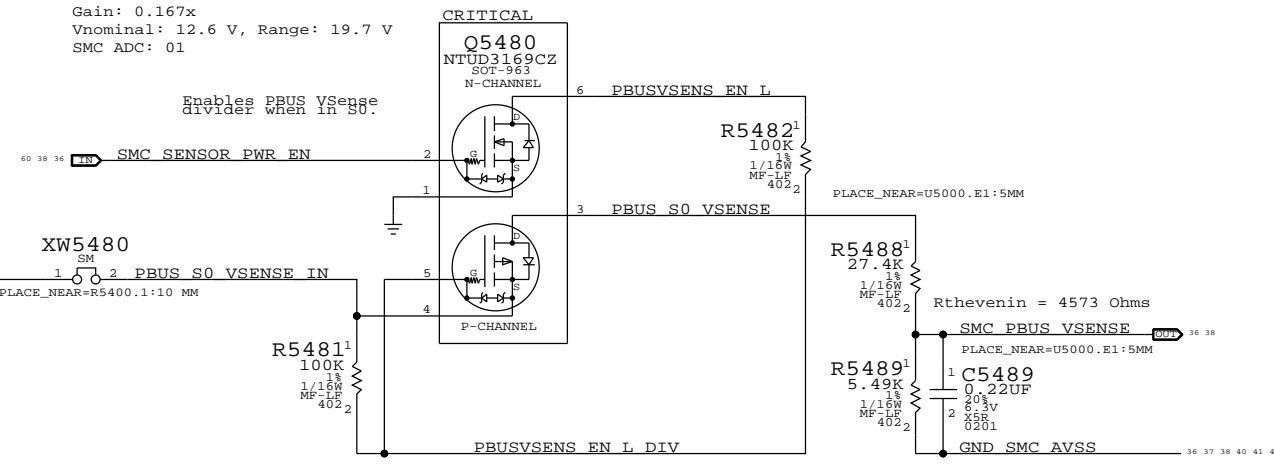 Gain: 0.167x
Vnominal: 12.6 V, Range: 19.7 V
SMC ADC: 01
Enables PBUS VSense
divider when in S0.
CRITICAL
Q5480
NTUD3169CZ
SOT-963
N-CHANNEL
6 PBUSVSENS EN L
D
G
S
60 38 36 IN SMC SENSOR PWR EN 2
1
R5482 1
100K
1%
1/16W
MF-LF
402 2
PLACE_NEAR=U5000.E1:5MM
3 PBUS S0 VSENSE
XW5480
SM
1 2 PBUS S0 VSENSE IN
PLACE_NEAR=R5400.1:10 MM
D
5 G
S
4
P-CHANNEL
R5488 1
27.4K
1%
1/16W
MF-LF
402 2
Rthevenin = 4573 Ohms
SMC PBUS VSENSE OUT 36 38
PLACE_NEAR=U5000.E1:5MM
R5481 1
100K
1%
1/16W
MF-LF
402 2
R5489 1
5.49K
1%
1/16W
MF-LF
402 2
1 C5489
0.22UF
20%
6.3V
2 X5R
0201
PBUSVSENS EN L DIV
GND SMC AVSS 36 37 38 40 41 4